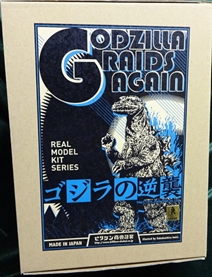 GODZILLA
RAIDS
AGAIN
REAL
MODEL
KIT
SERIES
ゴジラの逆襲
MADE IN JAPAN